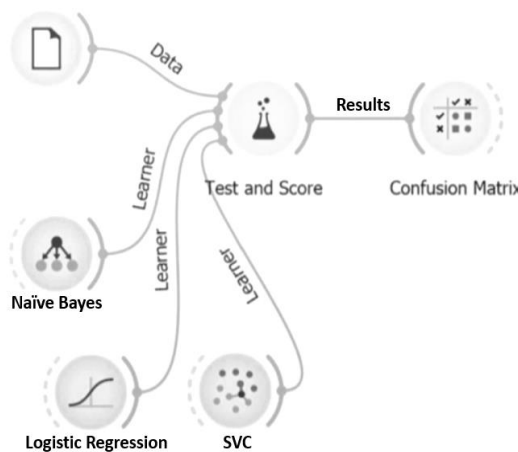 Data
Results
Learner
Test and Score
Confusion Matrix
Learner
Learner
Naïve Bayes
Logistic Regression
SVC